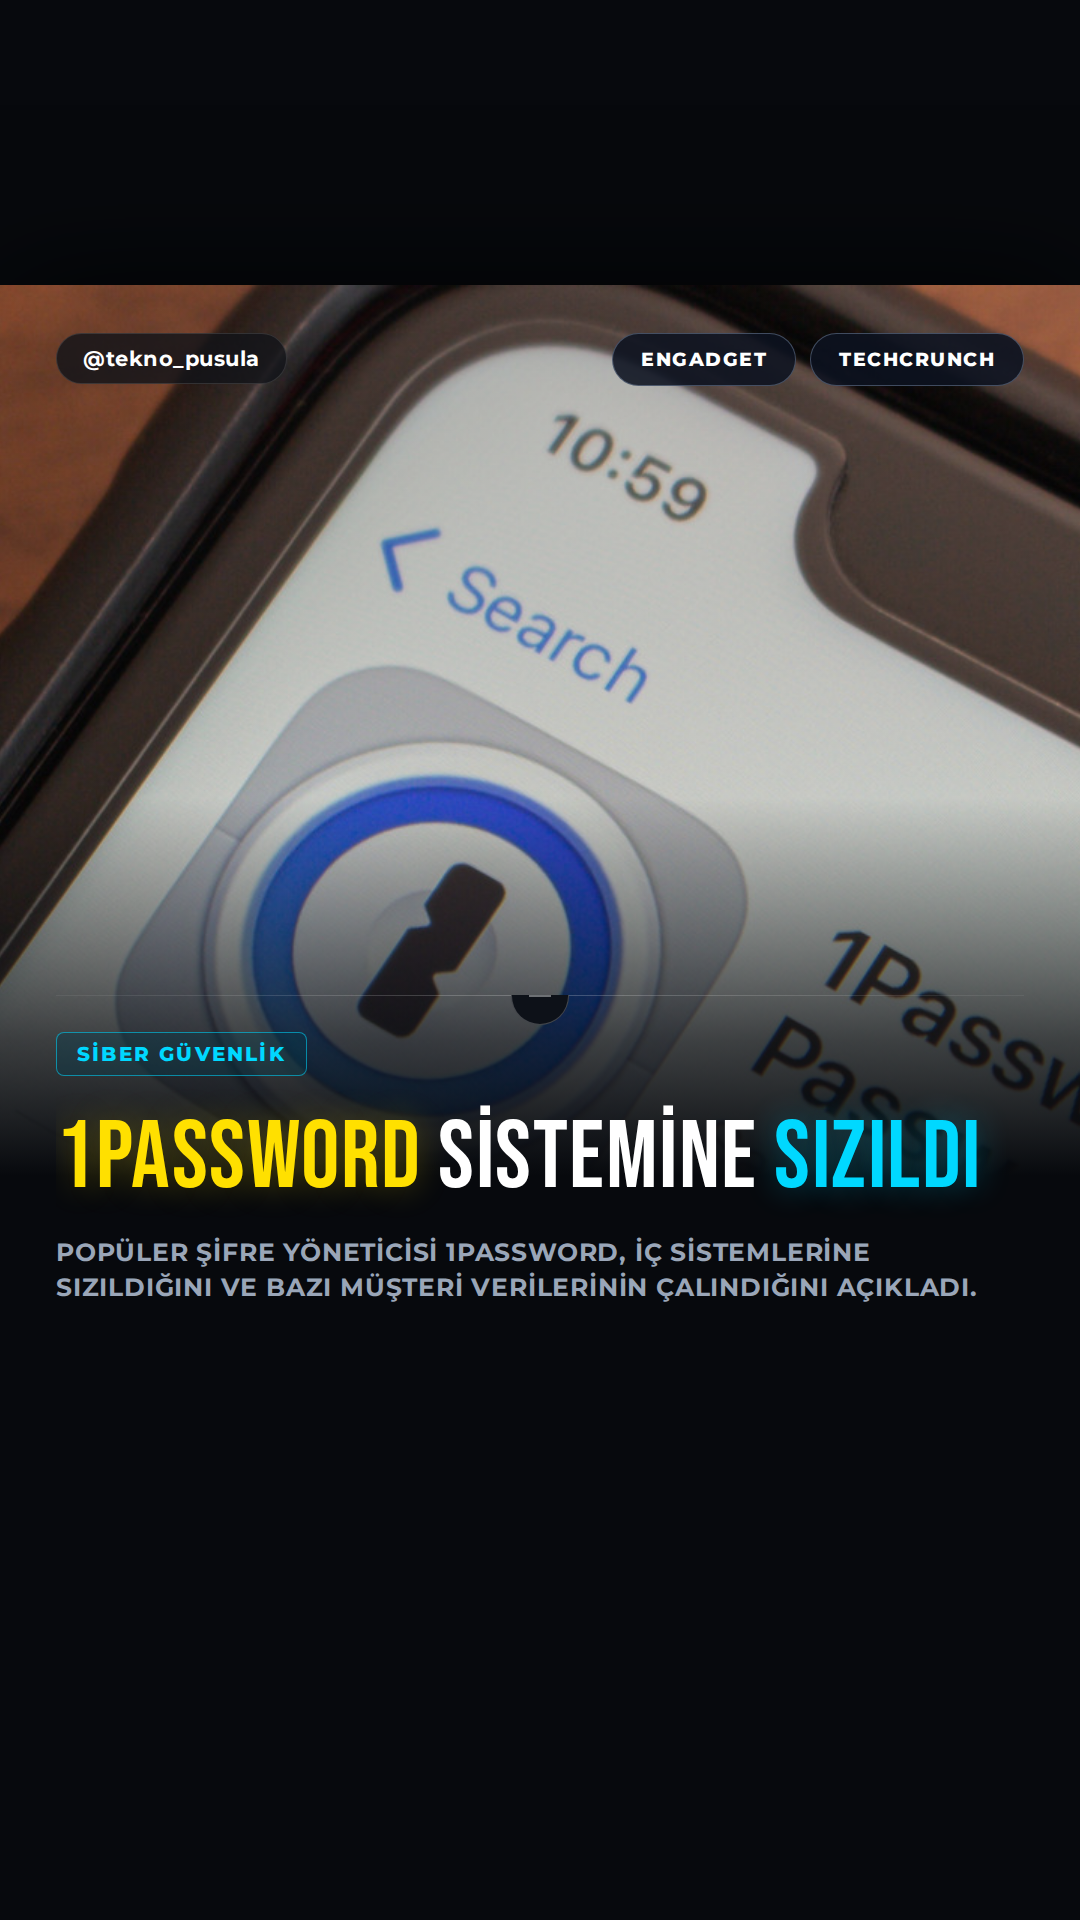 @tekno_pusula
ENGADGET
TECHCRUNCH
10:59
Search
1Passw
Pass
SİBER GÜVENLİK
1PASSWORD SİSTEMİNE SIZILDI
POPÜLER ŞİFRE YÖNETİCİSİ 1PASSWORD, İÇ SİSTEMLERİNE
SIZILDIĞINI VE BAZI MÜŞTERİ VERİLERİNİN ÇALINDIĞINI AÇIKLADI.